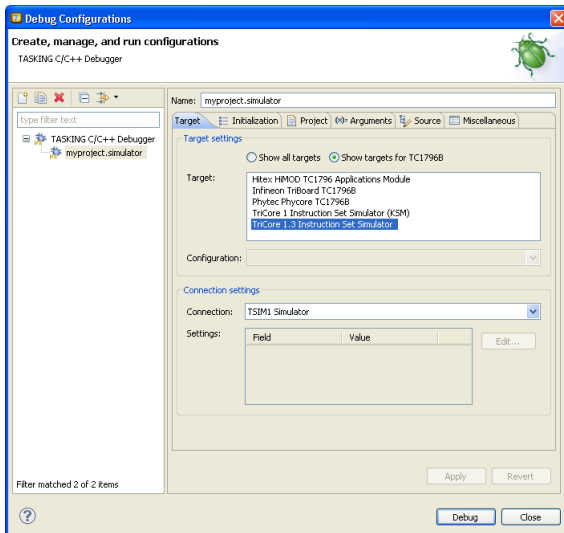 Debug Configurations
Create, manage, and run configurations
TASKING C/C++ Debugger
type filter text
TASKING C/C++ Debugger
myproject.simulator
Filter matched 2 of 2 items
Name: myproject.simulator
Target Initialization Project (x)= Arguments Source Miscellaneous
Target settings
Show all targets Show targets for TC1796B
Target:
Hitex HiMOD TC1796 Applications Module
Infineon TriBoard TC1796B
Phytec Phycore TC1796B
TriCore 1 Instruction Set Simulator (KSM)
TriCore 1.3 Instruction Set Simulator
Configuration:
Connection settings
Connection: TSIM1 Simulator
Settings: Field Value Edit...
Apply Revert
? Debug Close